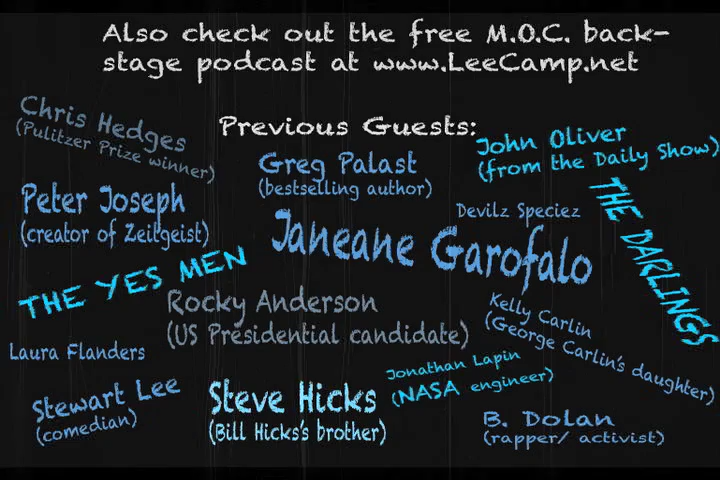 Also check out the free M.O.C. back-
stage podcast at www.LeeCamp.net
Previous Guests:
Chris Hedges
(Pulitzer Prize winner)
Greg Palast
(bestselling author)
John Oliver
(from the Daily Show)
Peter Joseph
(creator of Zeitgeist)
Devilz Speciez
Janeane Garofalo
THE DARLINGS
THE YES MEN
Rocky Anderson
(US Presidential candidate)
Kelly Carlin
(George Carlin's daughter)
Laura Flanders
Jonathan Lapin
(NASA engineer)
Stewart Lee
(comedian)
Steve Hicks
(Bill Hicks's brother)
B. Dolan
(rapper/ activist)